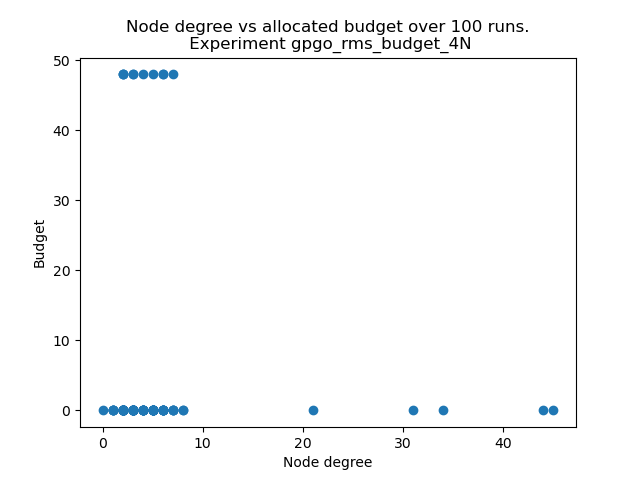 Node degree vs allocated budget over 100 runs.
Experiment gpgo_rms_budget_4N
50
40
30
20
10
0
Budget
0 10 20 30 40
Node degree